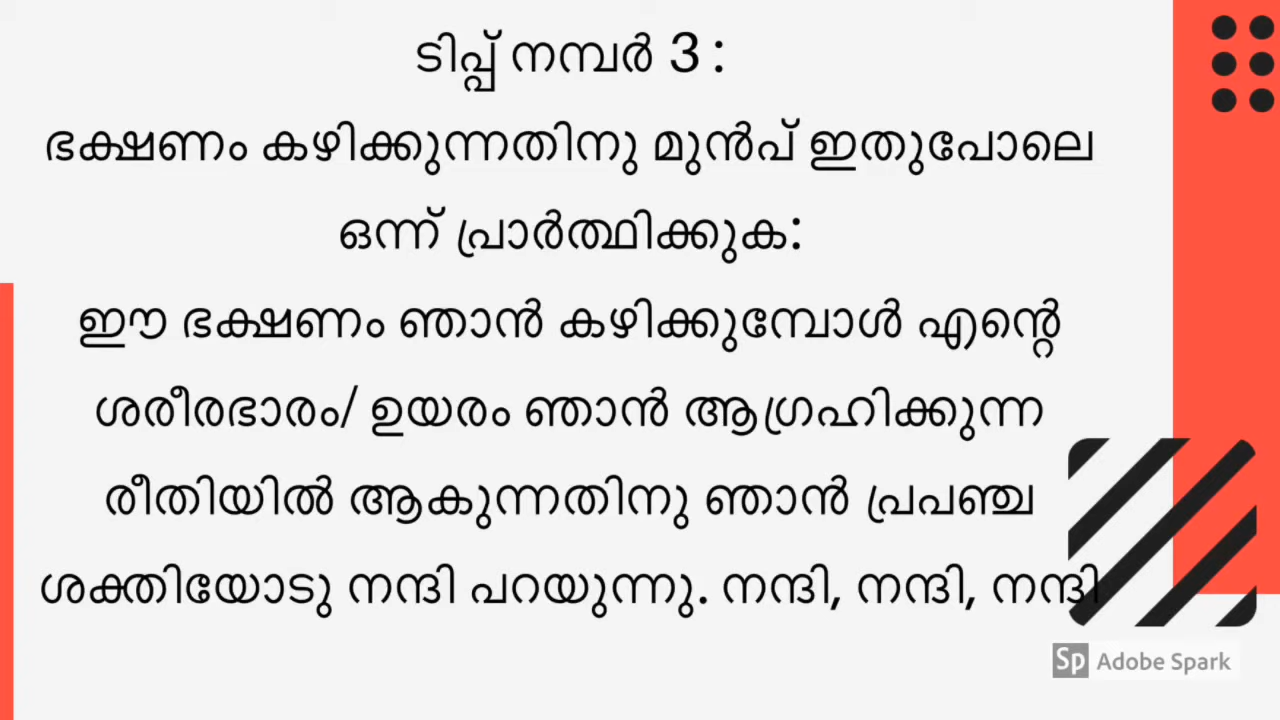 ടിപ്പ് നമ്പർ 3 :
ഭക്ഷണം കഴിക്കുന്നതിനു മുൻപ് ഇതുപോലെ
ഒന്ന് പ്രാർത്ഥിക്കുക:
ഈ ഭക്ഷണം ഞാൻ കഴിക്കുമ്പോൾ എന്റെ
ശരീരഭാരം/ ഉയരം ഞാൻ ആഗ്രഹിക്കുന്ന
രീതിയിൽ ആകുന്നതിനു ഞാൻ പ്രപഞ്ച
ശക്തിയോടു നന്ദി പറയുന്നു. നന്ദി, നന്ദി, നന്ദി
Sp Adobe Spark